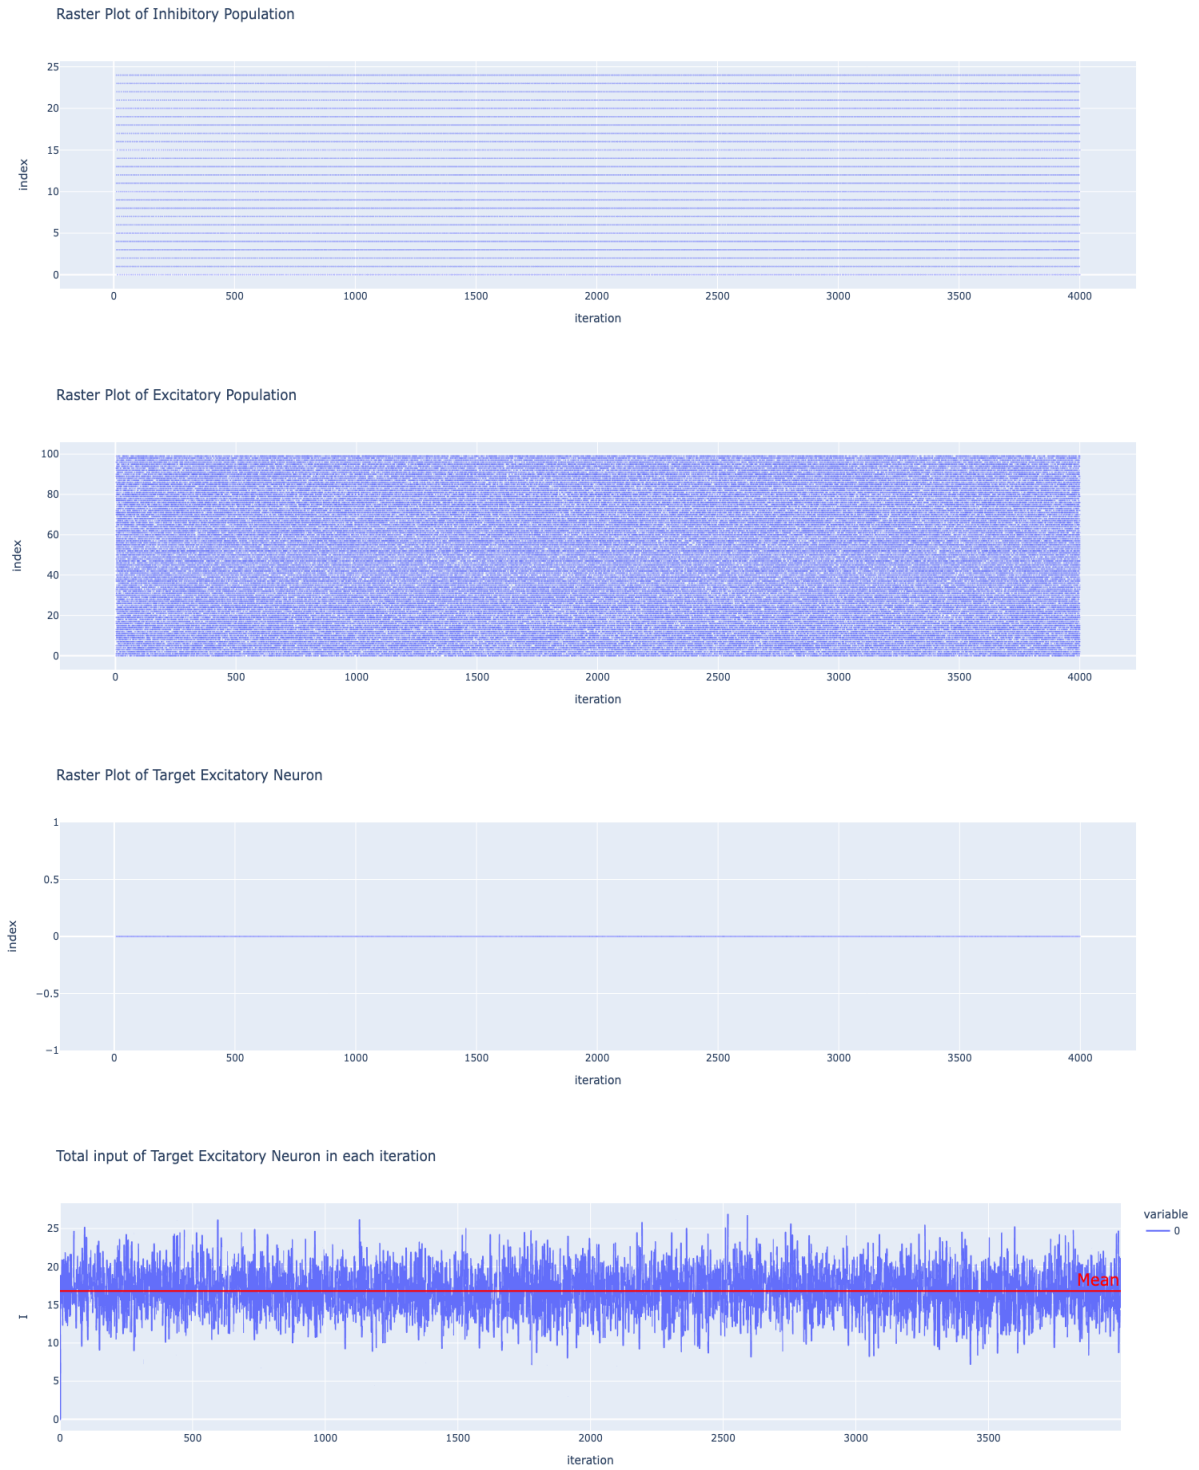 Raster Plot of Inhibitory Population
25
20
15
10
5
0
index
0 500 1000 1500 2000 2500 3000 3500 4000
iteration
Raster Plot of Excitatory Population
100
80
60
40
20
0
index
0 500 1000 1500 2000 2500 3000 3500 4000
iteration
Raster Plot of Target Excitatory Neuron
1
0.5
0
−0.5
−1
index
0 500 1000 1500 2000 2500 3000 3500 4000
iteration
Total input of Target Excitatory Neuron in each iteration
25
20
15
10
5
0
I
Mean
variable
0
0 500 1000 1500 2000 2500 3000 3500
iteration